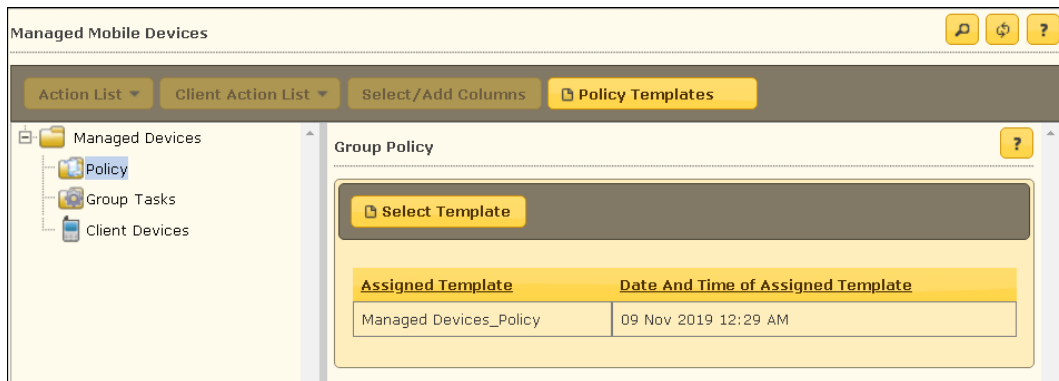 Managed Mobile Devices
?
Action List Client Action List Select/Add Columns Policy Templates
Managed Devices
Policy
Group Tasks
Client Devices
Group Policy
?
Select Template
Assigned Template Date And Time of Assigned Template
Managed Devices_Policy 09 Nov 2019 12:29 AM